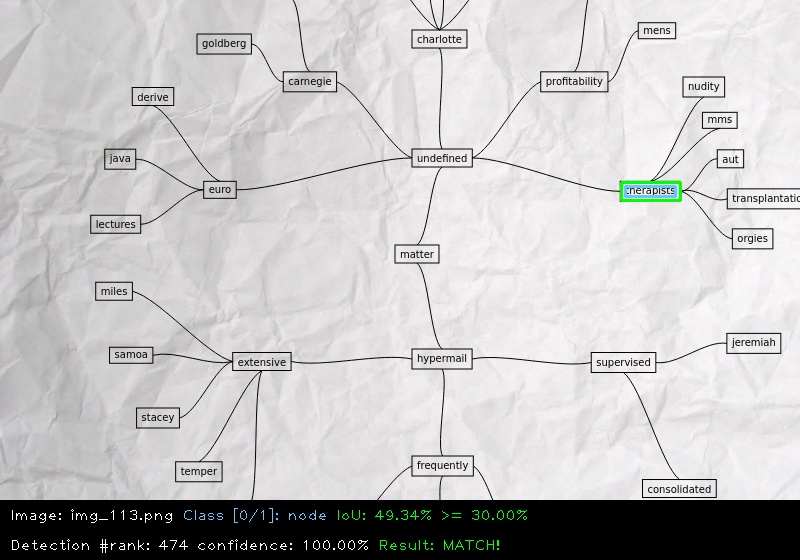 charlotte
mens
goldberg
carnegie
profitability
nudity
derive
mms
java
undefined
aut
euro
therapists
transplantatio
lectures
orgies
matter
miles
jeremiah
samoa
extensive
hypermail
supervised
stacey
temper
frequently
consolidated
Image: img_113.png Class [0/1]: node IoU: 49.34% >= 30.00%
Detection #rank: 474 confidence: 100.00% Result: MATCH!